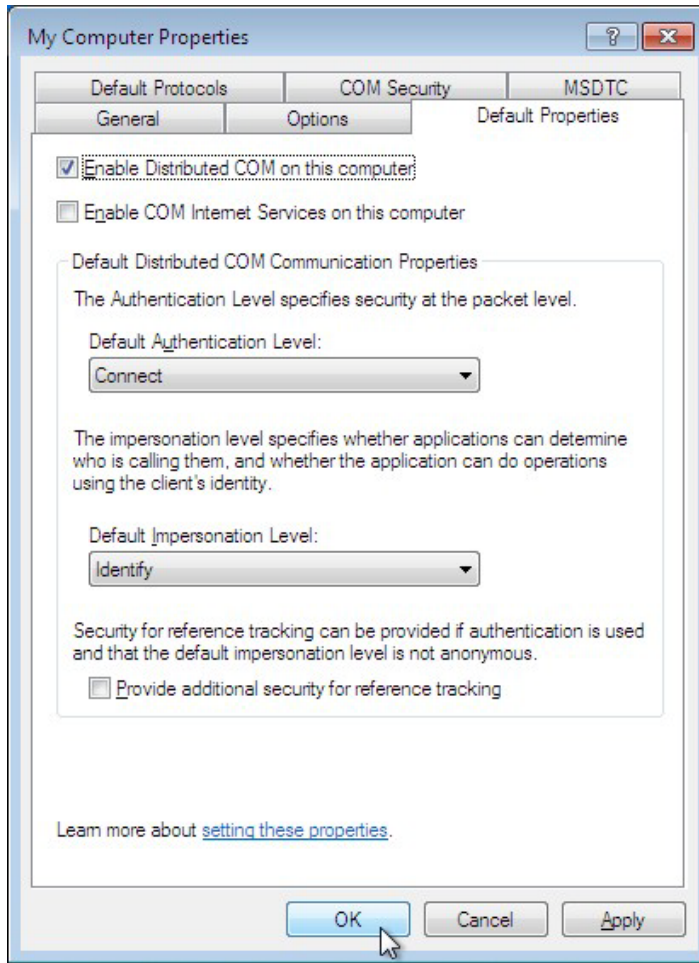 My Computer Properties
?
Default Protocols
COM Security
MSDTC
General
Options
Default Properties
Enable Distributed COM on this computer
Enable COM Internet Services on this computer
Default Distributed COM Communication Properties
The Authentication Level specifies security at the packet level.
Default Authentication Level:
Connect
The impersonation level specifies whether applications can determine
who is calling them, and whether the application can do operations
using the client's identity.
Default Impersonation Level:
Identify
Security for reference tracking can be provided if authentication is used
and that the default impersonation level is not anonymous.
Provide additional security for reference tracking
Learn more about setting these properties.
OK
Cancel
Apply